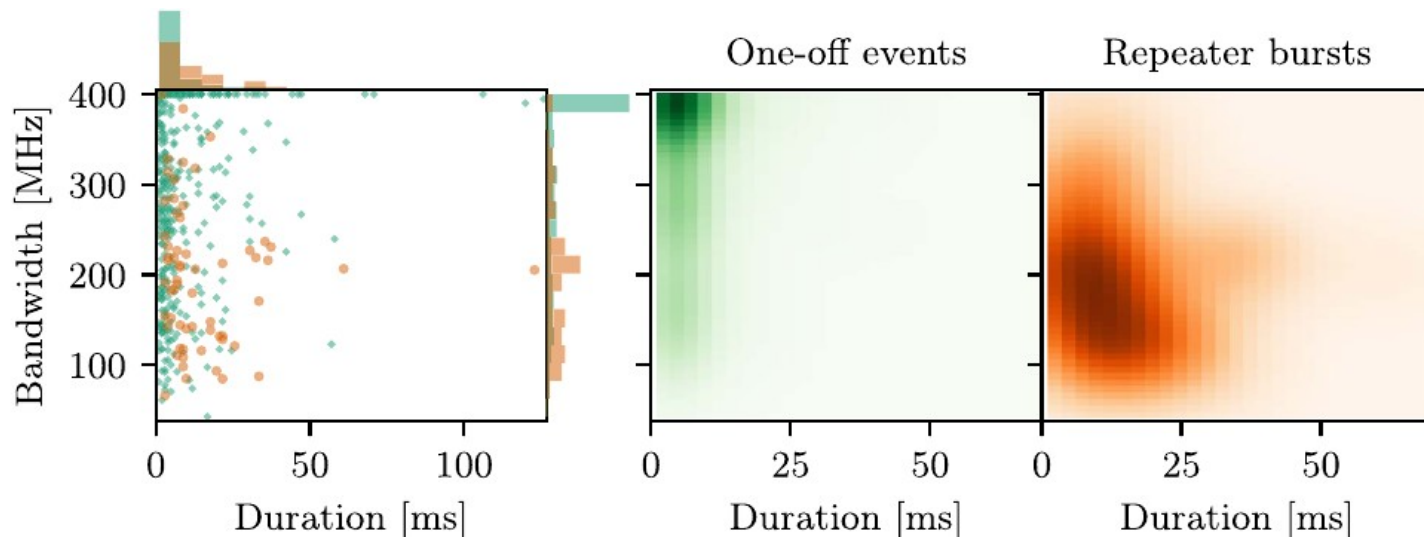 One-off events
Repeater bursts
Bandwidth [MHz]
400
300
200
100
0 50 100
0 25 50
0 25 50
Duration [ms]
Duration [ms]
Duration [ms]